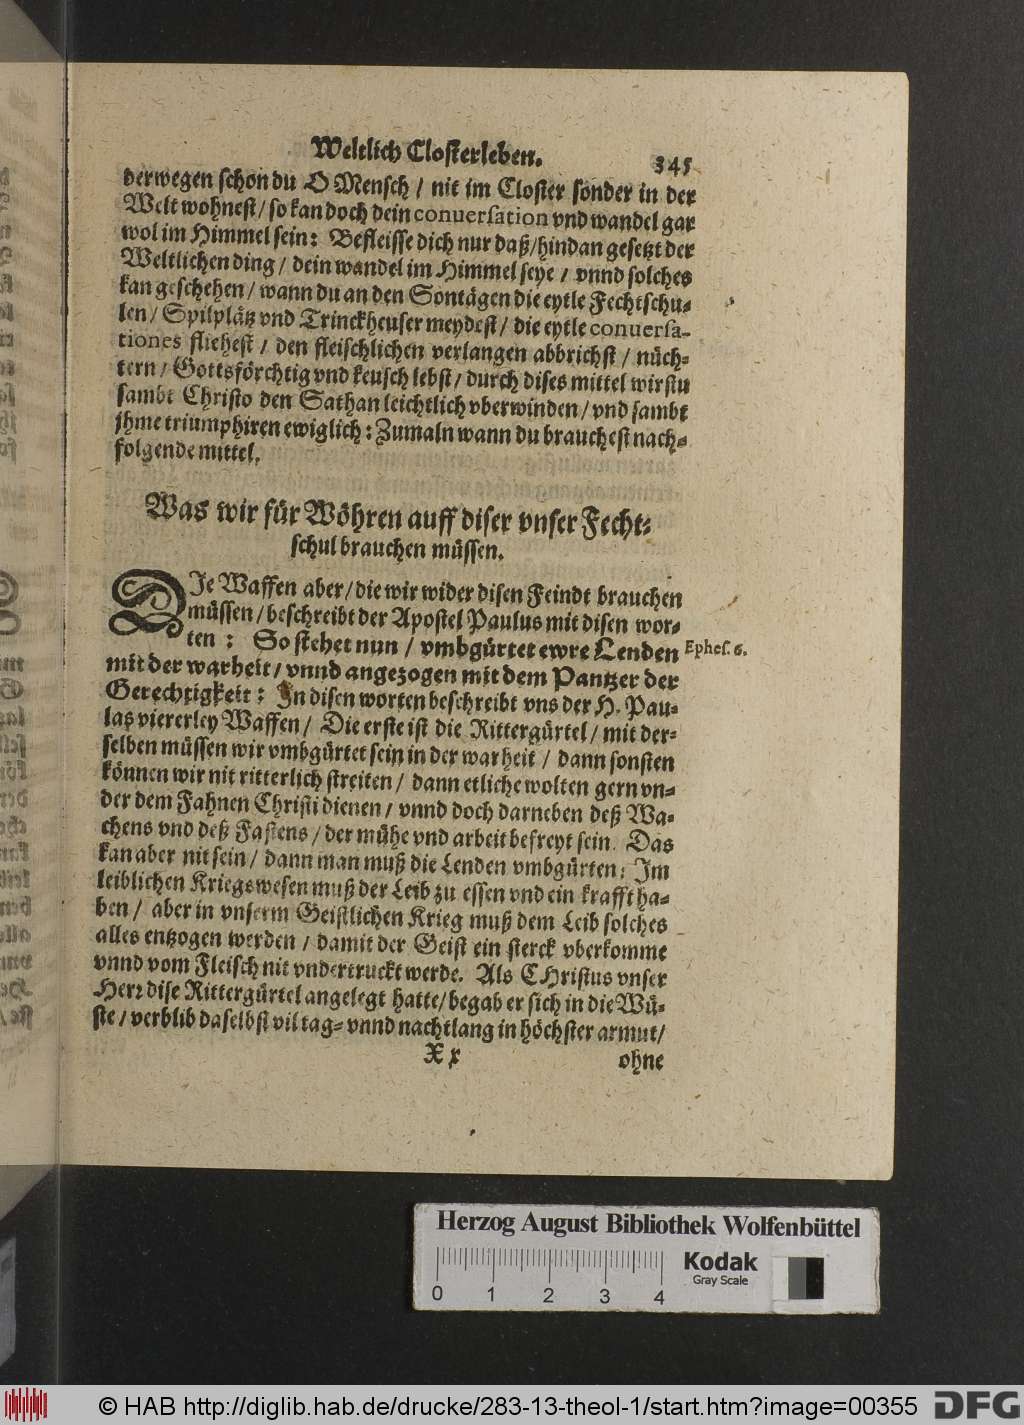 Weltlich Closterleben. 345
derwegen schon du O Mensch / nit im Closter sonder in der
Welt wohnest / so kan doch dein conuersation vnd wandel gar
wol im Himmel sein: Befleisse dich nur daß / hindan gesetzt der
Weltlichen ding / dein wandel im Himmel seye / vnnd solches
kan geschehen / wann du an den Sontägen die eytle Fechtschu-
len / Spilplätz vnd Trinckheuser meydest / die eytle conuersa-
tiones fliehest / den fleischlichen verlangen abbrichst / nüch-
tern / Gottsförchtig vnd keusch lebst / durch dises mittel wirstu
sambt Christo den Sathan leichtlich vberwinden / vnd sambt
jhme triumphiren ewiglich: Zumaln wann du brauchest nach-
folgende mittel.
Was wir für Wöhren auff diser vnser Fecht-
schul brauchen müssen.
DIe Waffen aber / die wir wider disen Feindt brauchen
müssen / beschreibt der Apostel Paulus mit disen wor-
ten: So stehet nun / vmbgürtet ewre Lenden Ephes. 6.
mit der warheit / vnnd angezogen mit dem Pantzer der
Gerechtigkeit: In disen worten beschreibt vns der H. Pau-
lus viererley Waffen / Die erste ist die Rittergürtel / mit der-
selben müssen wir vmbgürtet sein in der warheit / dann sonsten
können wir nit ritterlich streiten / dann etliche wolten gern vn-
der dem Fahnen Christi dienen / vnnd doch darneben deß Wa-
chens vnd deß Fastens / der mühe vnd arbeit befreyt sein. Das
kan aber nit sein / dann man muß die Lenden vmbgürten: Im
leiblichen Kriegswesen muß der Leib zu essen vnd ein krafft ha-
ben / aber in vnserm Geistlichen Krieg muß dem Leib solches
alles entzogen werden / damit der Geist ein sterck vberkomme
vnnd vom Fleisch nit vndertruckt werde. Als CHristus vnser
Herr dise Rittergürtel angelegt hatte / begab er sich in die Wü-
ste / verblib daselbst vil tag- vnnd nachtlang in höchster armut /
Xx ohne
Herzog August Bibliothek Wolfenbüttel
Kodak
Gray Scale
0 1 2 3 4
© HAB http://diglib.hab.de/drucke/283-13-theol-1/start.htm?image=00355 DFG